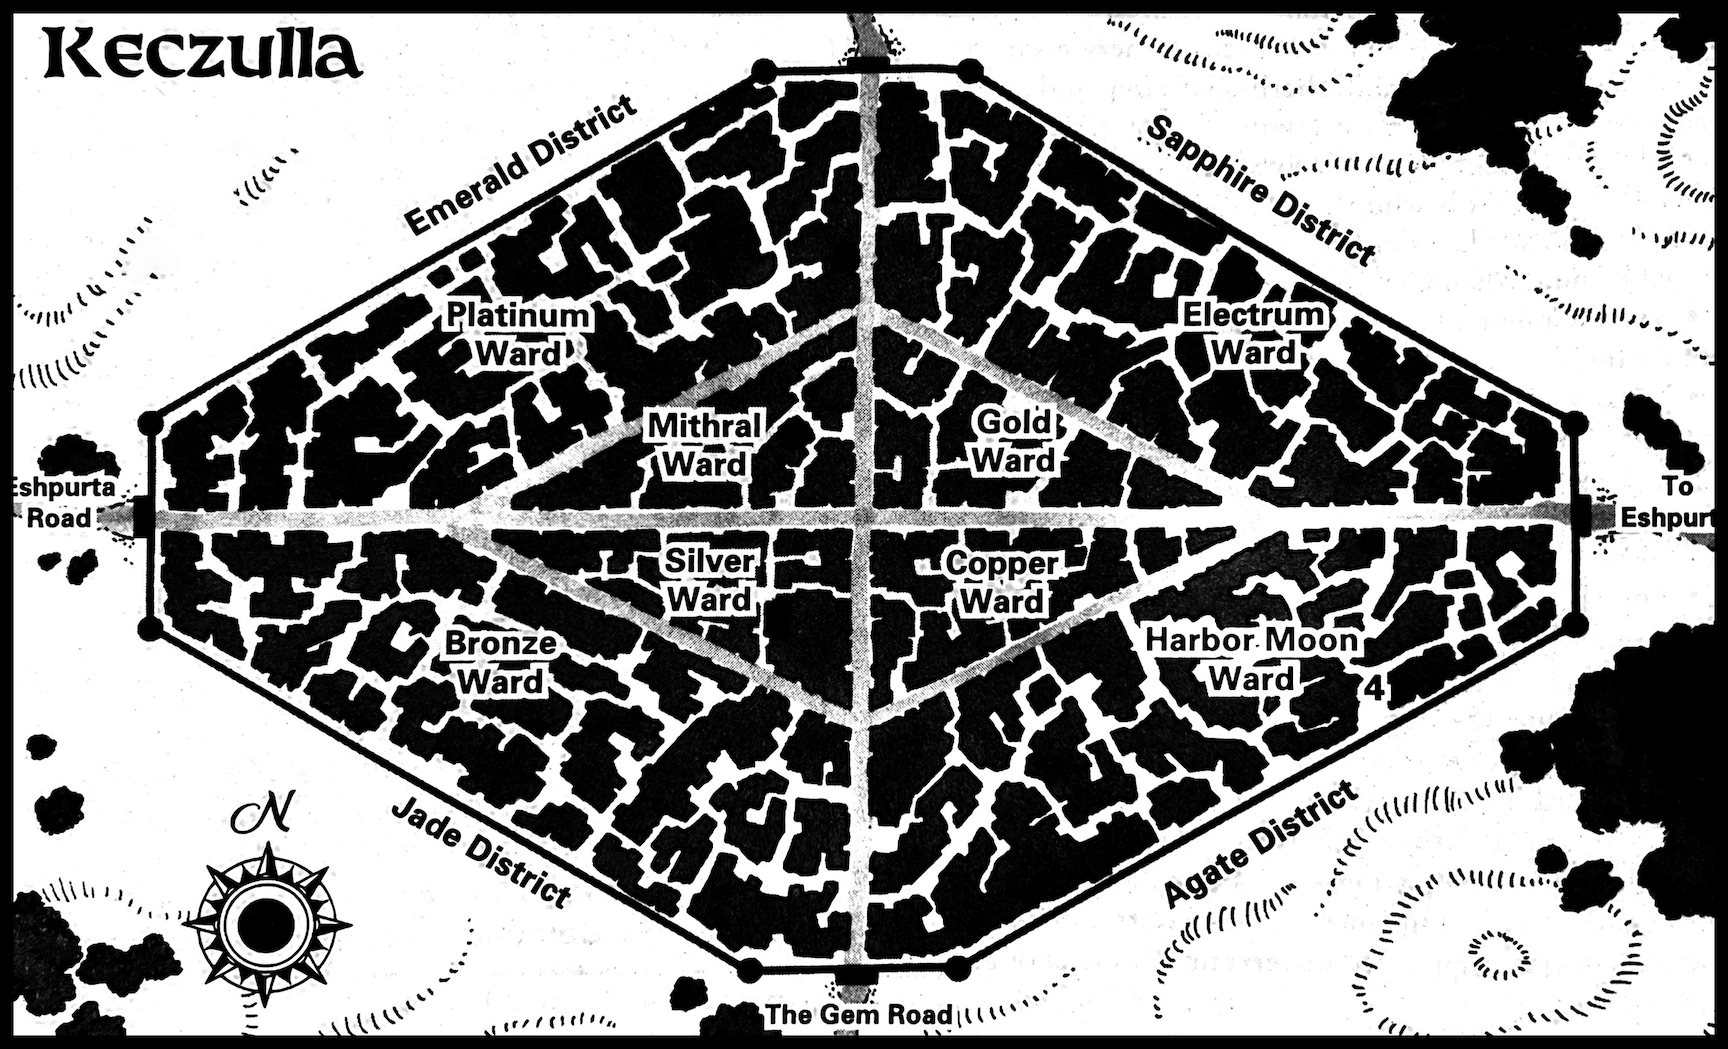 Keczulla
Emerald District
Sapphire District
Platinum
Ward
Electrum
Ward
Mithral
Ward
Gold
Ward
Eshpurta
Road
To
Eshpurt
Silver
Ward
Copper
Ward
Bronze
Ward
Harbor Moon
Ward
4
Jade District
Agate District
N
The Gem Road